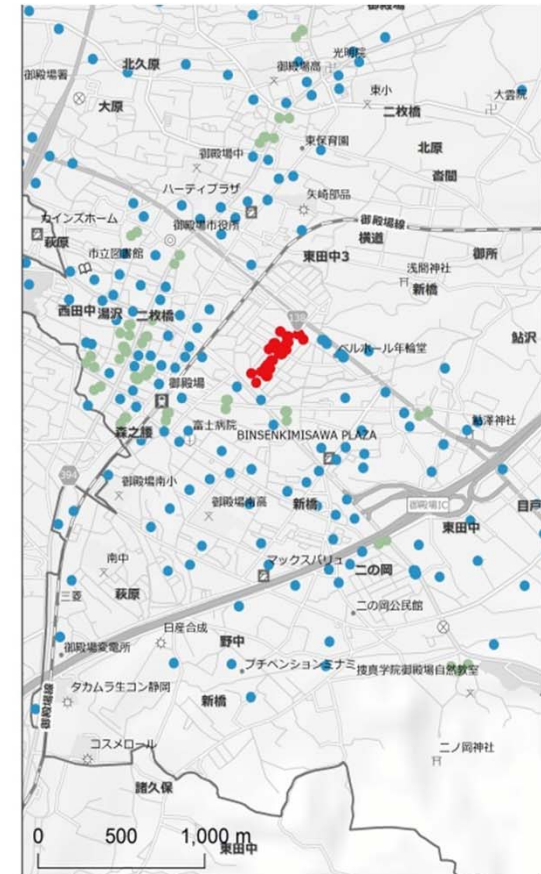 御殿場
北久原
光明院
御殿場高
御殿場署
東小
大雲院
大原
二枚橋
東保育園
北原
御殿場中
沓間
ハーティプラザ
矢崎部品
カインズホーム
御殿場市役所
御殿場線
萩原
横道
市立図書館
東田中3
御所
浅間神社
新橋
西田中
湯沢
二枚橋
138
鮎沢
ベルホール年輪堂
御殿場
鮎澤神社
森之腰
富士病院
BINSENKIMISAWA PLAZA
394
御殿場南小
御殿場南高
新橋
御殿場IC
目戸
東田中
南中
マックスバリュ
二の岡
三菱
萩原
二の岡公民館
日産合成
御殿場変電所
野中
プチペンションミナミ
捜真学院御殿場自然教室
タカムラ生コン静岡
御殿場線
新橋
コスメロール
二ノ岡神社
諸久保
0 500 1,000 m
東田中